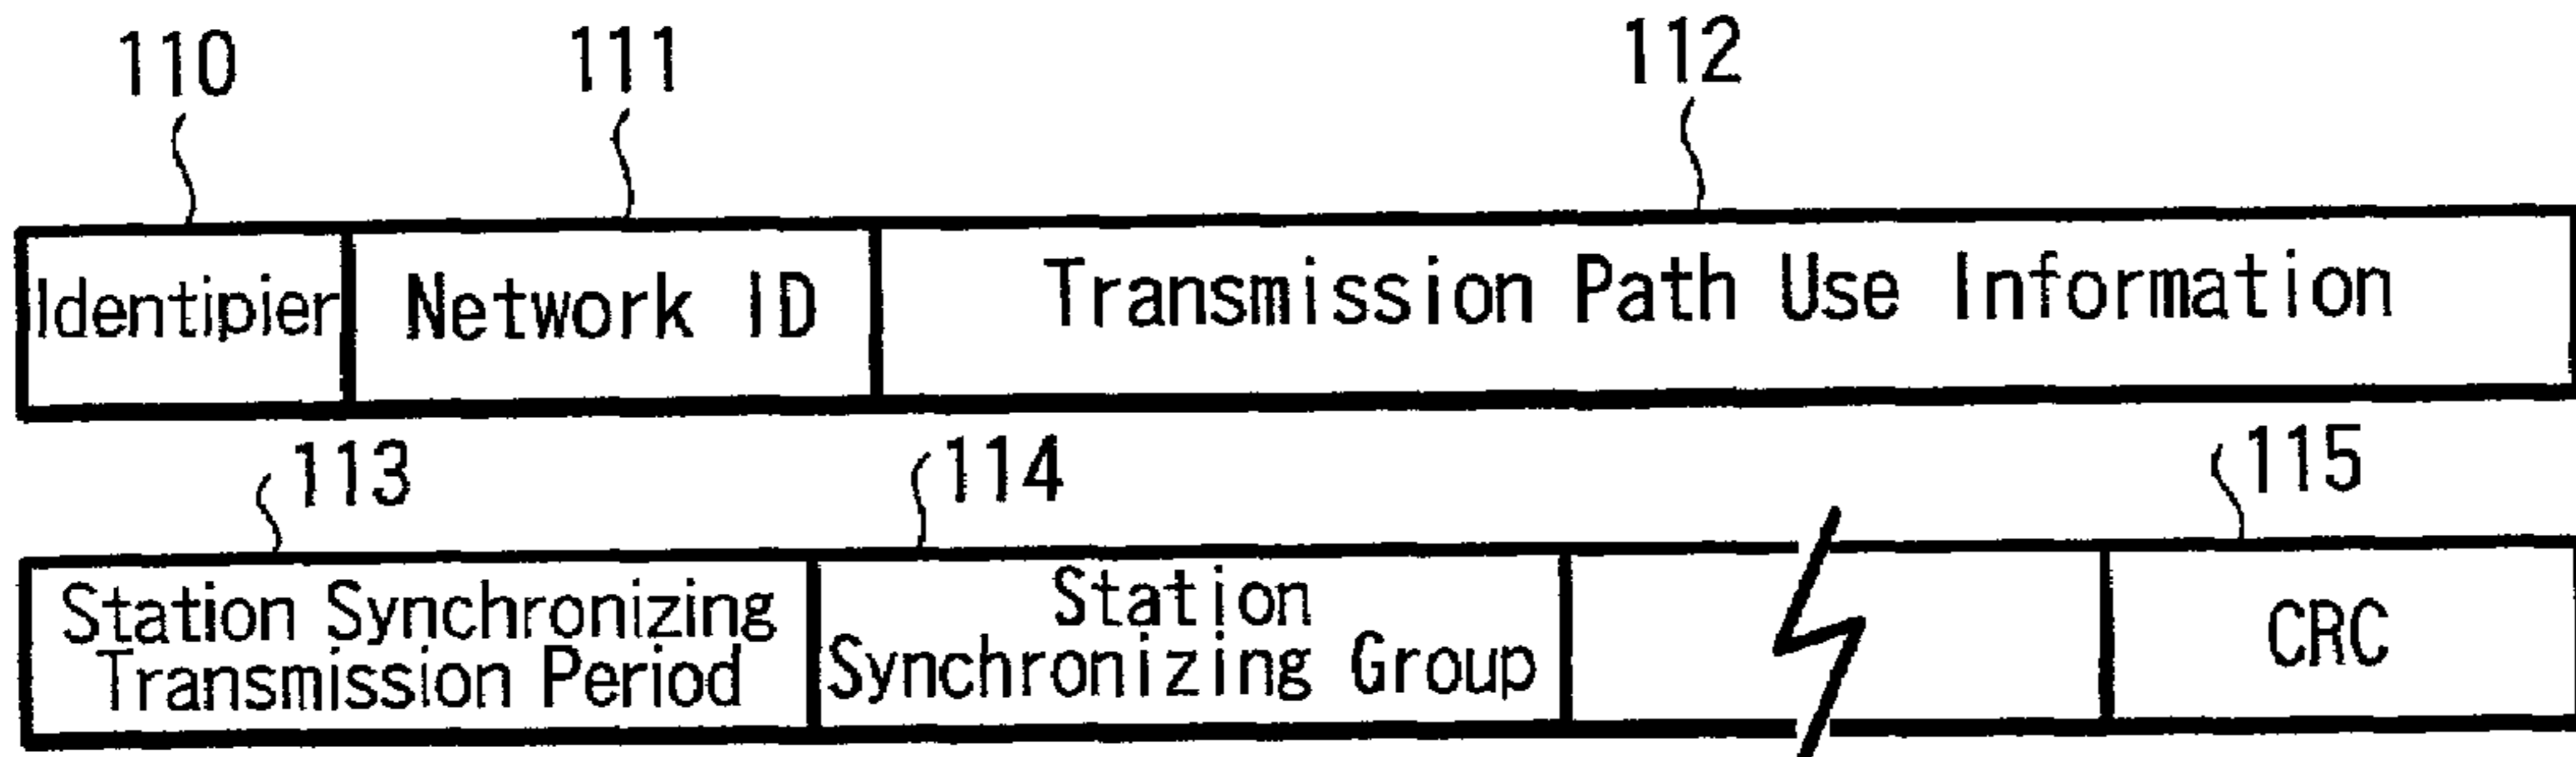 110 111 112
Identipier Network ID Transmission Path Use Information
113 114 115
Station Synchronizing Transmission Period
Station Synchronizing Group
CRC